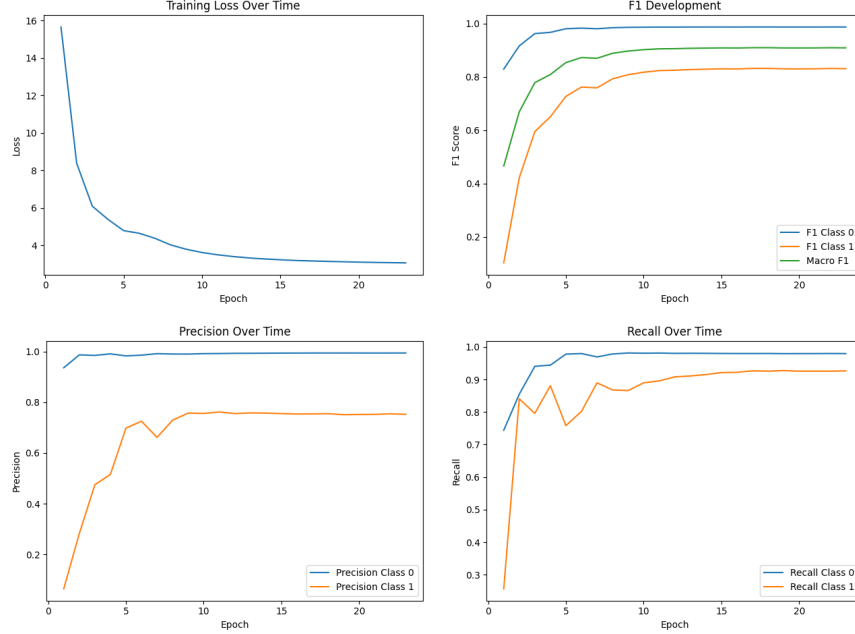 Training Loss Over Time
16
14
12
10
8
6
4
Loss
5
10
15
20
Epoch
F1 Development
1.0
0.8
0.6
0.4
0.2
F1 Score
F1 Class 0
F1 Class 1
Macro F1
0
5
10
15
20
Epoch
Precision Over Time
1.0
0.8
0.6
0.4
0.2
Precision
Precision Class 0
Precision Class 1
0
5
10
15
20
Epoch
Recall Over Time
1.0
0.9
0.8
0.7
0.6
0.5
0.4
0.3
Recall
Recall Class 0
Recall Class 1
0
5
10
15
20
Epoch